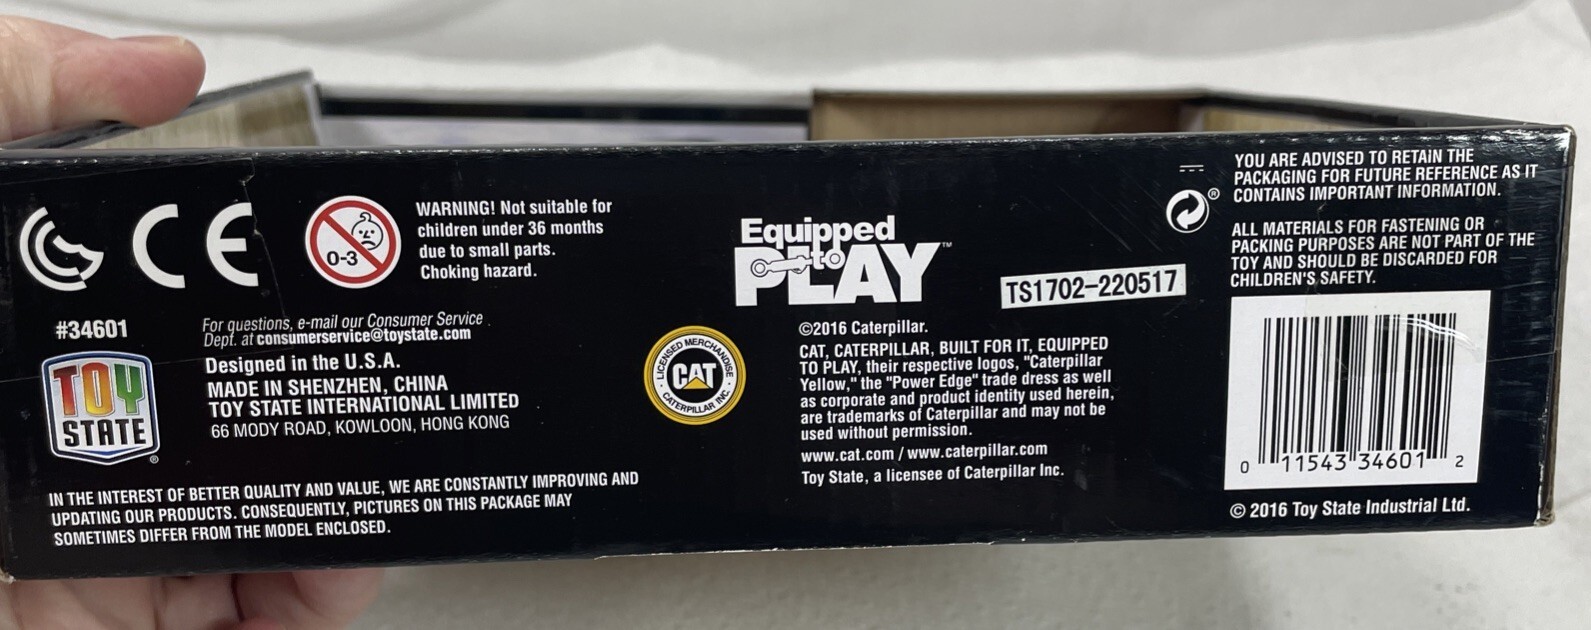 CE
0-3
WARNING! Not suitable for
children under 36 months
due to small parts.
Choking hazard.
#34601
For questions, e-mail our Consumer Service
Dept. at consumerservice@toystate.com
Designed in the U.S.A.
MADE IN SHENZHEN, CHINA
TOY STATE INTERNATIONAL LIMITED
66 MODY ROAD, KOWLOON, HONG KONG
TOY
STATE
®
IN THE INTEREST OF BETTER QUALITY AND VALUE, WE ARE CONSTANTLY IMPROVING AND
UPDATING OUR PRODUCTS. CONSEQUENTLY, PICTURES ON THIS PACKAGE MAY
SOMETIMES DIFFER FROM THE MODEL ENCLOSED.
LICENSED MERCHANDISE
CAT
CATERPILLAR INC.
Equipped
to
PLAY™
TS1702-220517
©2016 Caterpillar.
CAT, CATERPILLAR, BUILT FOR IT, EQUIPPED
TO PLAY, their respective logos, "Caterpillar
Yellow," the "Power Edge" trade dress as well
as corporate and product identity used herein,
are trademarks of Caterpillar and may not be
used without permission.
www.cat.com / www.caterpillar.com
Toy State, a licensee of Caterpillar Inc.
®
YOU ARE ADVISED TO RETAIN THE
PACKAGING FOR FUTURE REFERENCE AS IT
CONTAINS IMPORTANT INFORMATION.
ALL MATERIALS FOR FASTENING OR
PACKING PURPOSES ARE NOT PART OF THE
TOY AND SHOULD BE DISCARDED FOR
CHILDREN'S SAFETY.
0 11543 34601 2
© 2016 Toy State Industrial Ltd.